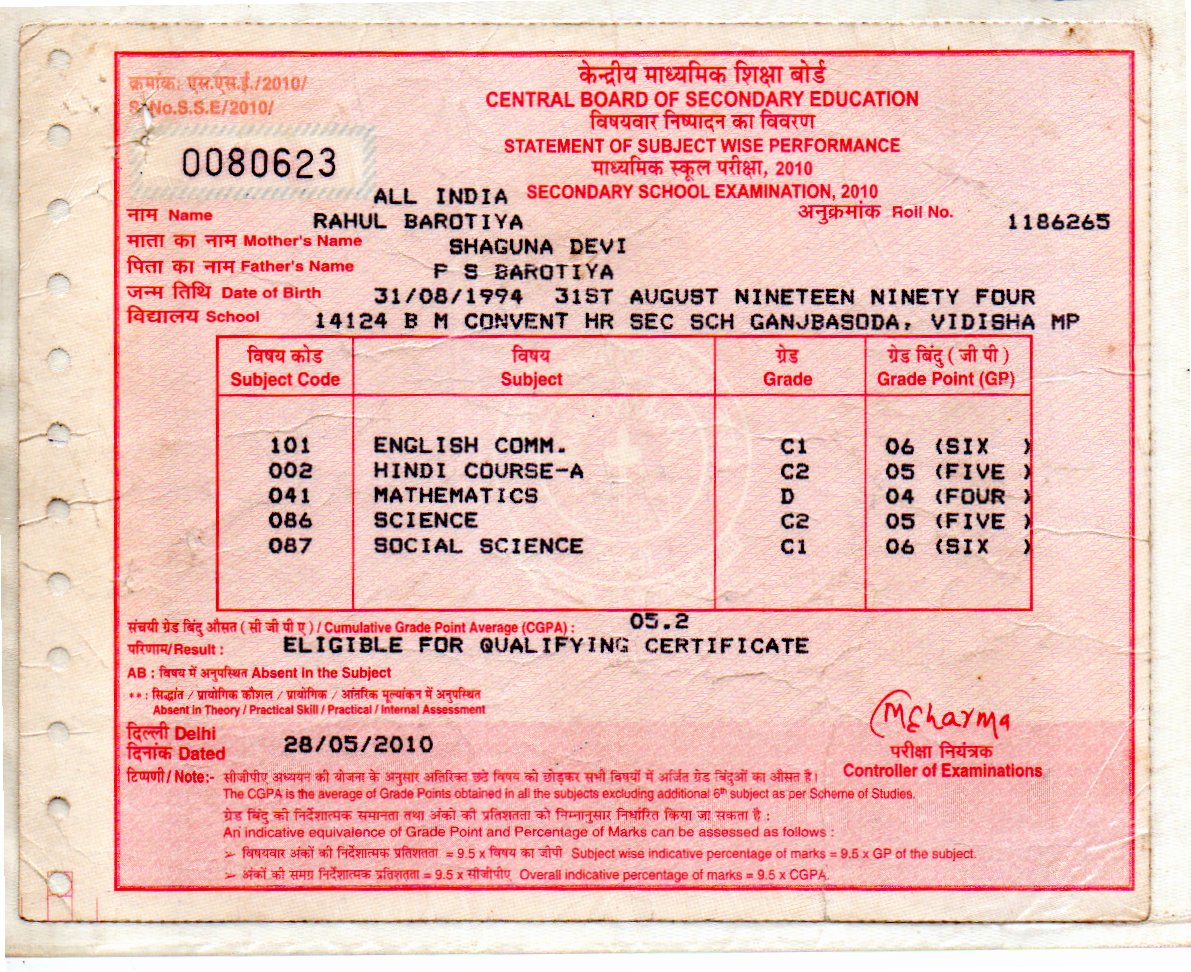 क्रमांक: एस.एस.ई./2010/
S.No.S.S.E/2010/
0080623
केन्द्रीय माध्यमिक शिक्षा बोर्ड
CENTRAL BOARD OF SECONDARY EDUCATION
विषयवार निष्पादन का विवरण
STATEMENT OF SUBJECT WISE PERFORMANCE
माध्यमिक स्कूल परीक्षा, 2010
ALL INDIA SECONDARY SCHOOL EXAMINATION, 2010
नाम Name RAHUL BAROTIYA अनुक्रमांक Roll No. 1186265
माता का नाम Mother's Name SHAGUNA DEVI
पिता का नाम Father's Name P S BAROTIYA
जन्म तिथि Date of Birth 31/08/1994 31ST AUGUST NINETEEN NINETY FOUR
विद्यालय School 14124 B M CONVENT HR SEC SCH GANJBASODA, VIDISHA MP
विषय कोड विषय ग्रेड ग्रेड बिंदु ( जी पी )
Subject Code Subject Grade Grade Point (GP)
101 ENGLISH COMM. C1 06 (SIX )
002 HINDI COURSE-A C2 05 (FIVE )
041 MATHEMATICS D 04 (FOUR )
086 SCIENCE C2 05 (FIVE )
087 SOCIAL SCIENCE C1 06 (SIX )
संचयी ग्रेड बिंदु औसत ( सी जी पी ए ) / Cumulative Grade Point Average (CGPA) : 05.2
परिणाम/Result : ELIGIBLE FOR QUALIFYING CERTIFICATE
AB : विषय में अनुपस्थित Absent in the Subject
** : सिद्धांत / प्रायोगिक कौशल / प्रायोगिक / आंतरिक मूल्यांकन में अनुपस्थित
Absent in Theory / Practical Skill / Practical / Internal Assessment
दिल्ली Delhi
दिनांक Dated 28/05/2010
MSharma
परीक्षा नियंत्रक
Controller of Examinations
टिप्पणी/ Note:- सीजीपीए अध्ययन की योजना के अनुसार अतिरिक्त छठे विषय को छोड़कर सभी विषयों में अर्जित ग्रेड बिंदुओं का औसत है।
The CGPA is the average of Grade Points obtained in all the subjects excluding additional 6th subject as per Scheme of Studies.
ग्रेड बिंदु की निर्देशात्मक समानता तथा अंकों की प्रतिशतता को निम्नानुसार निर्धारित किया जा सकता है :
An indicative equivalence of Grade Point and Percentage of Marks can be assessed as follows :
➢ विषयवार अंकों की निर्देशात्मक प्रतिशतता = 9.5 x विषय का जीपी Subject wise indicative percentage of marks = 9.5 x GP of the subject.
➢ अंकों की समग्र निर्देशात्मक प्रतिशतता = 9.5 x सीजीपीए Overall indicative percentage of marks = 9.5 x CGPA.